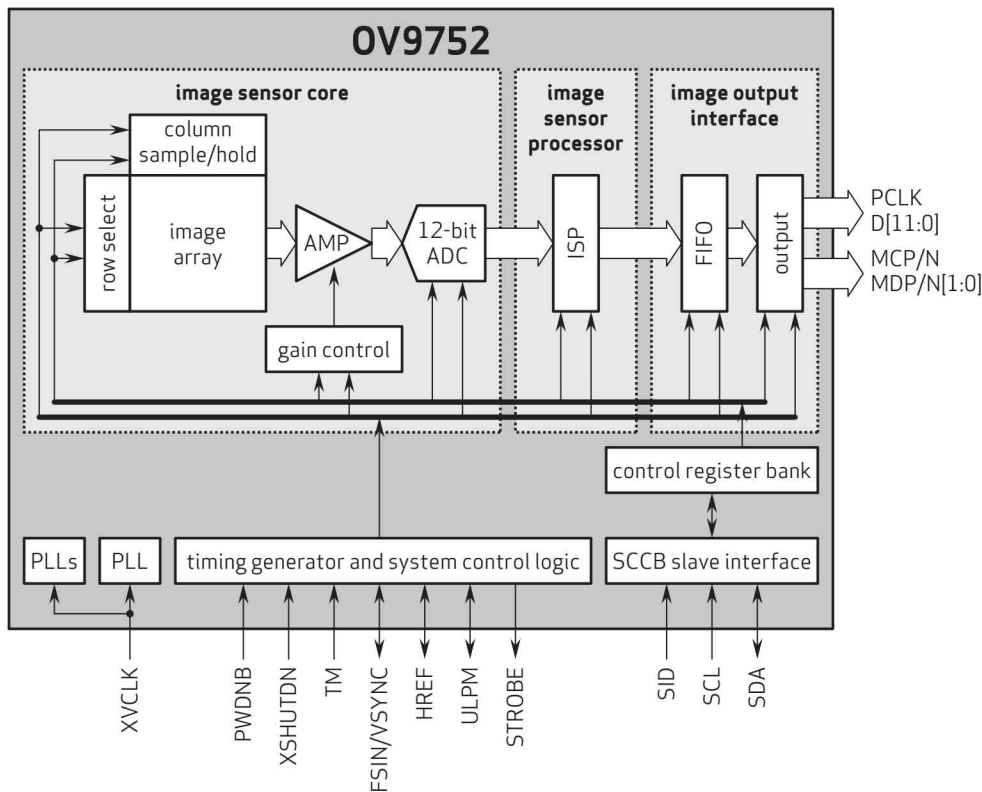 OV9752
image sensor core
image
sensor
processor
image output
interface
column
sample/hold
row select
image
array
AMP
12-bit
ADC
ISP
FIFO
output
PCLK
D[11:0]
MCP/N
MDP/N[1:0]
gain control
control register bank
PLLs
PLL
timing generator and system control logic
SCCB slave interface
XVCLK
PWDNB
XSHUTDN
TM
FSIN/VSYNC
HREF
ULPM
STROBE
SID
SCL
SDA